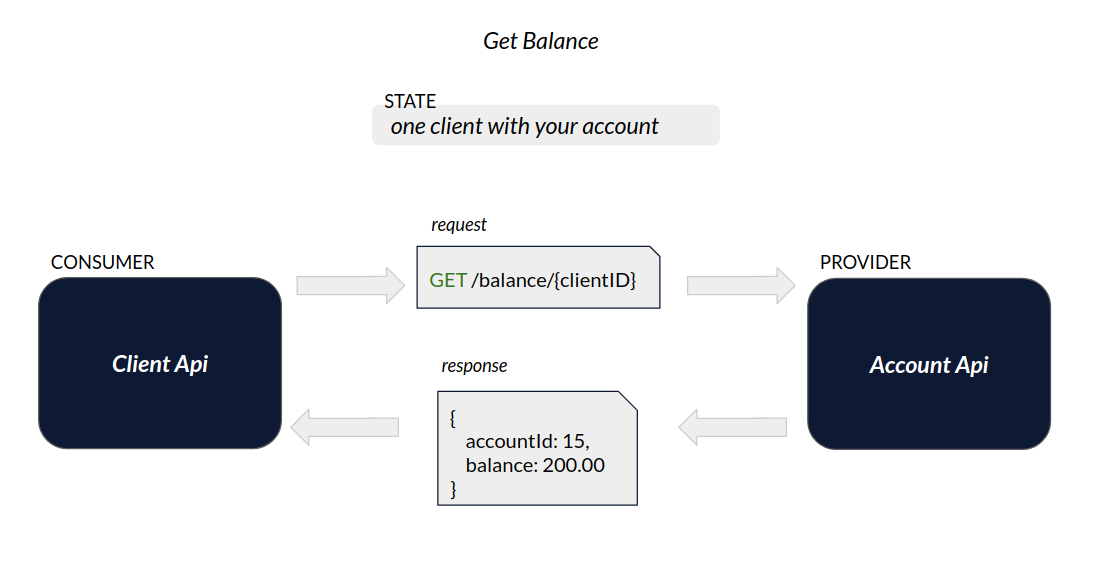 Get Balance
STATE
one client with your account
request
CONSUMER
PROVIDER
GET /balance/{clientID}
Client Api
Account Api
response
{
accountId: 15,
balance: 200.00
}